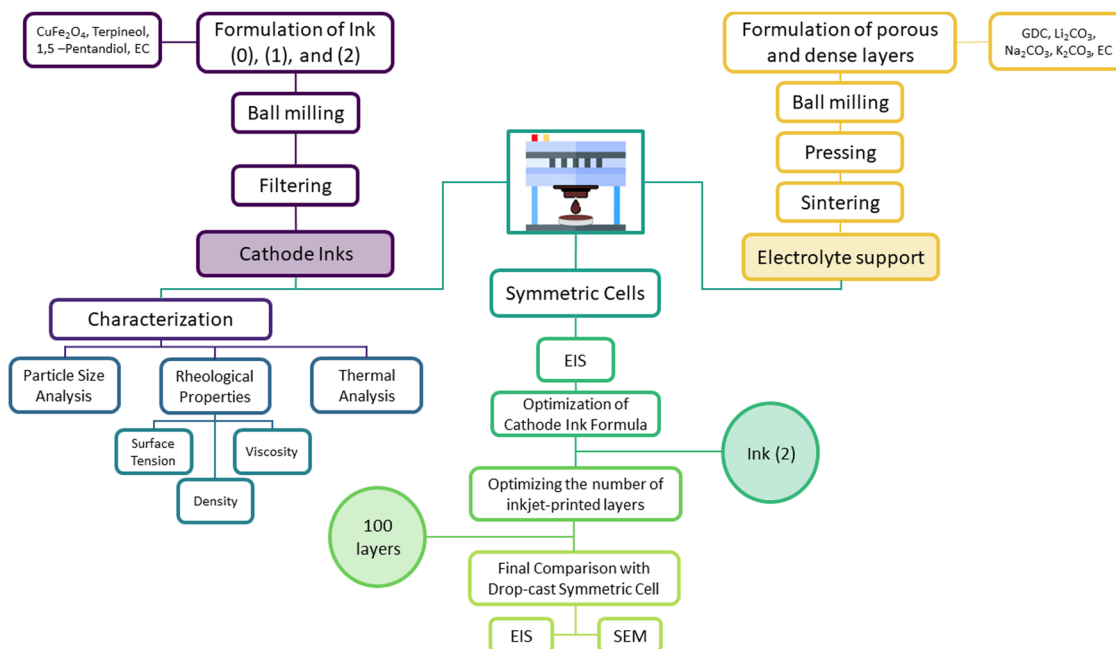 CuFe₂O₄, Terpineol,
1,5 –Pentandiol, EC
Formulation of Ink
(0), (1), and (2)
Ball milling
Filtering
Cathode Inks
Characterization
Particle Size
Analysis
Rheological
Properties
Thermal
Analysis
Surface
Tension
Viscosity
Density
Formulation of porous
and dense layers
GDC, Li₂CO₃,
Na₂CO₃, K₂CO₃, EC
Ball milling
Pressing
Sintering
Electrolyte support
Symmetric Cells
EIS
Optimization of
Cathode Ink Formula
Ink (2)
Optimizing the number of
inkjet-printed layers
100
layers
Final Comparison with
Drop-cast Symmetric Cell
EIS
SEM